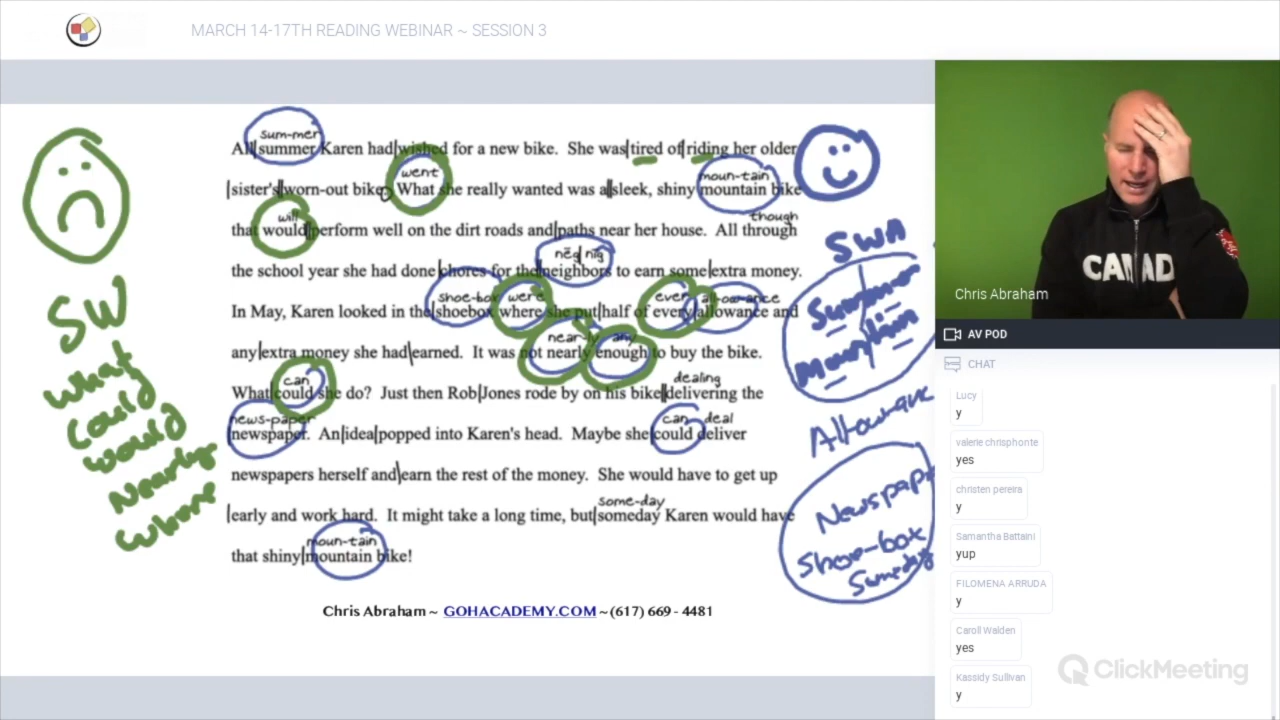 MARCH 14-17TH READING WEBINAR ~ SESSION 3
sum-mer
All summer Karen had wished for a new bike. She was tired of riding her older
went
moun-tain
sister's worn-out bike. What she really wanted was a sleek, shiny mountain bike
will
though
that would perform well on the dirt roads and paths near her house. All through
nēg nīg
the school year she had done chores for the neighbors to earn some extra money.
shoe-box were ever al-ow-ance
In May, Karen looked in the shoebox where she put half of every allowance and
near-ly any
any extra money she had earned. It was not nearly enough to buy the bike.
can dealing
What could she do? Just then Rob Jones rode by on his bike delivering the
news-paper can deal
newspaper. An idea popped into Karen's head. Maybe she could deliver
newspapers herself and earn the rest of the money. She would have to get up
some-day
early and work hard. It might take a long time, but someday Karen would have
moun-tain
that shiny mountain bike!
Chris Abraham ~ GOHACADEMY.COM ~ (617) 669 - 4481
SW
What
Could
Would
Nearly
Where
SWA
Summer
Mountain
Allowance
Newspaper
Shoe-box
Someday
CANAD
Chris Abraham
AV POD
CHAT
Lucy
y
valerie chrisphonte
yes
christen pereira
y
Samantha Battaini
yup
FILOMENA ARRUDA
y
Caroll Walden
yes
Kassidy Sullivan
y
ClickMeeting